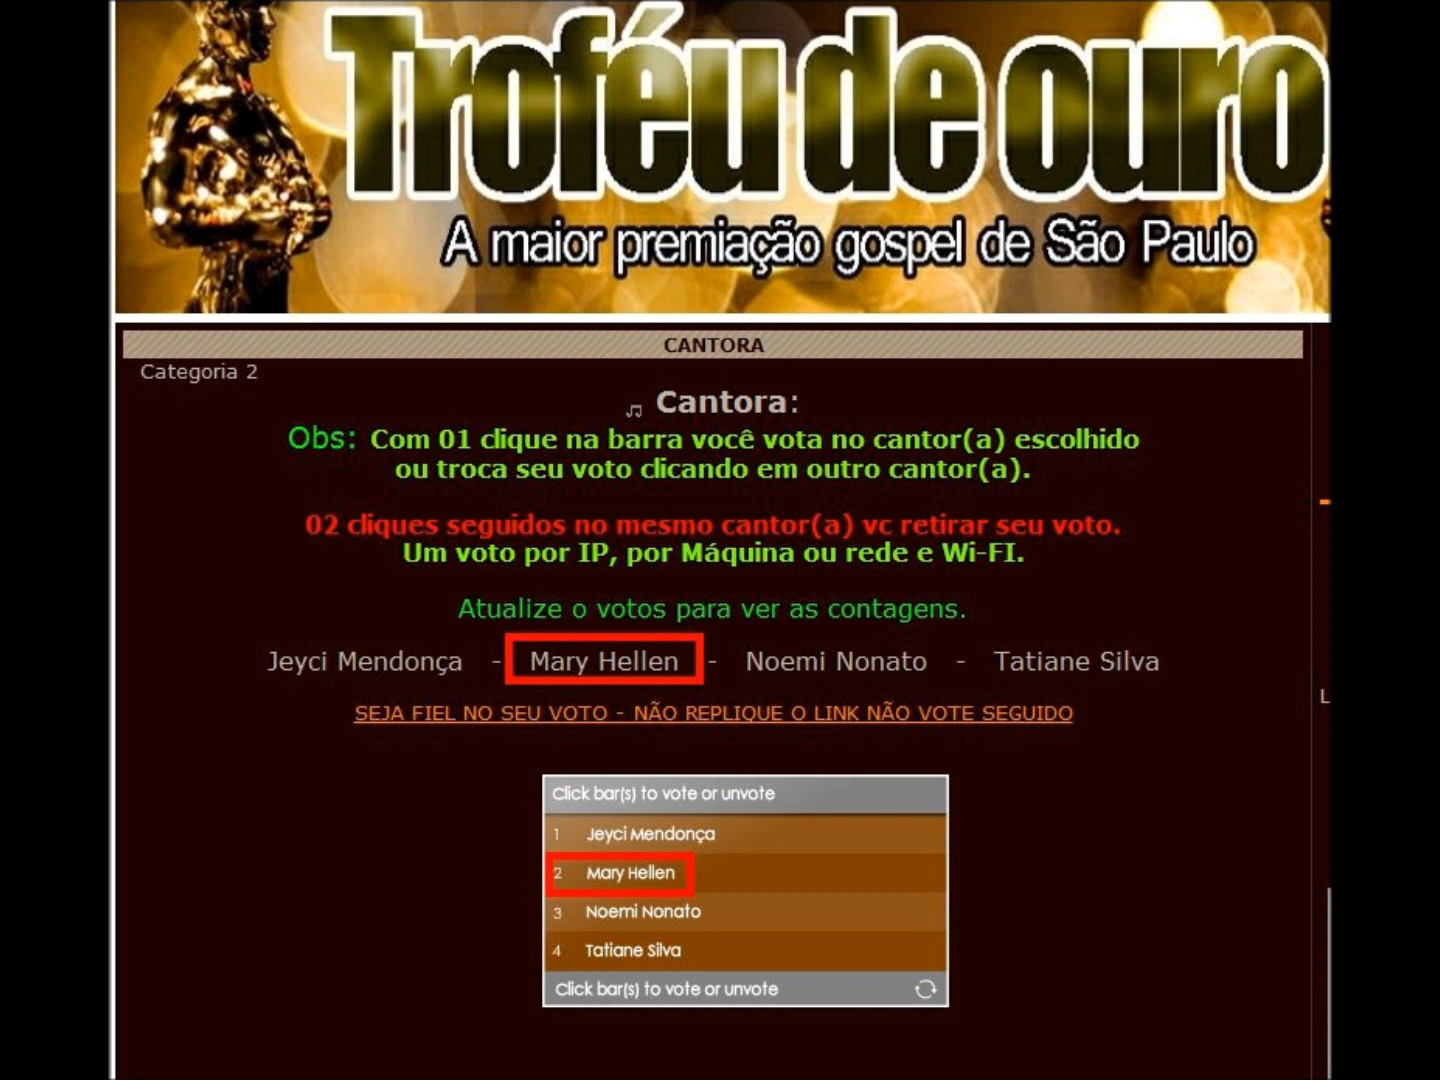 Troféu de ouro
A maior premiação gospel de São Paulo
CANTORA
Categoria 2
Cantora:
Obs: Com 01 clique na barra você vota no cantor(a) escolhido
ou troca seu voto clicando em outro cantor(a).
02 cliques seguidos no mesmo cantor(a) vc retirar seu voto.
Um voto por IP, por Máquina ou rede e Wi-FI.
Atualize o votos para ver as contagens.
Jeyci Mendonça - Mary Hellen - Noemi Nonato - Tatiane Silva
L
SEJA FIEL NO SEU VOTO - NÃO REPLIQUE O LINK NÃO VOTE SEGUIDO
Click bar(s) to vote or unvote
1 Jeyci Mendonça
2 Mary Hellen
3 Noemi Nonato
4 Tatiane Silva
Click bar(s) to vote or unvote